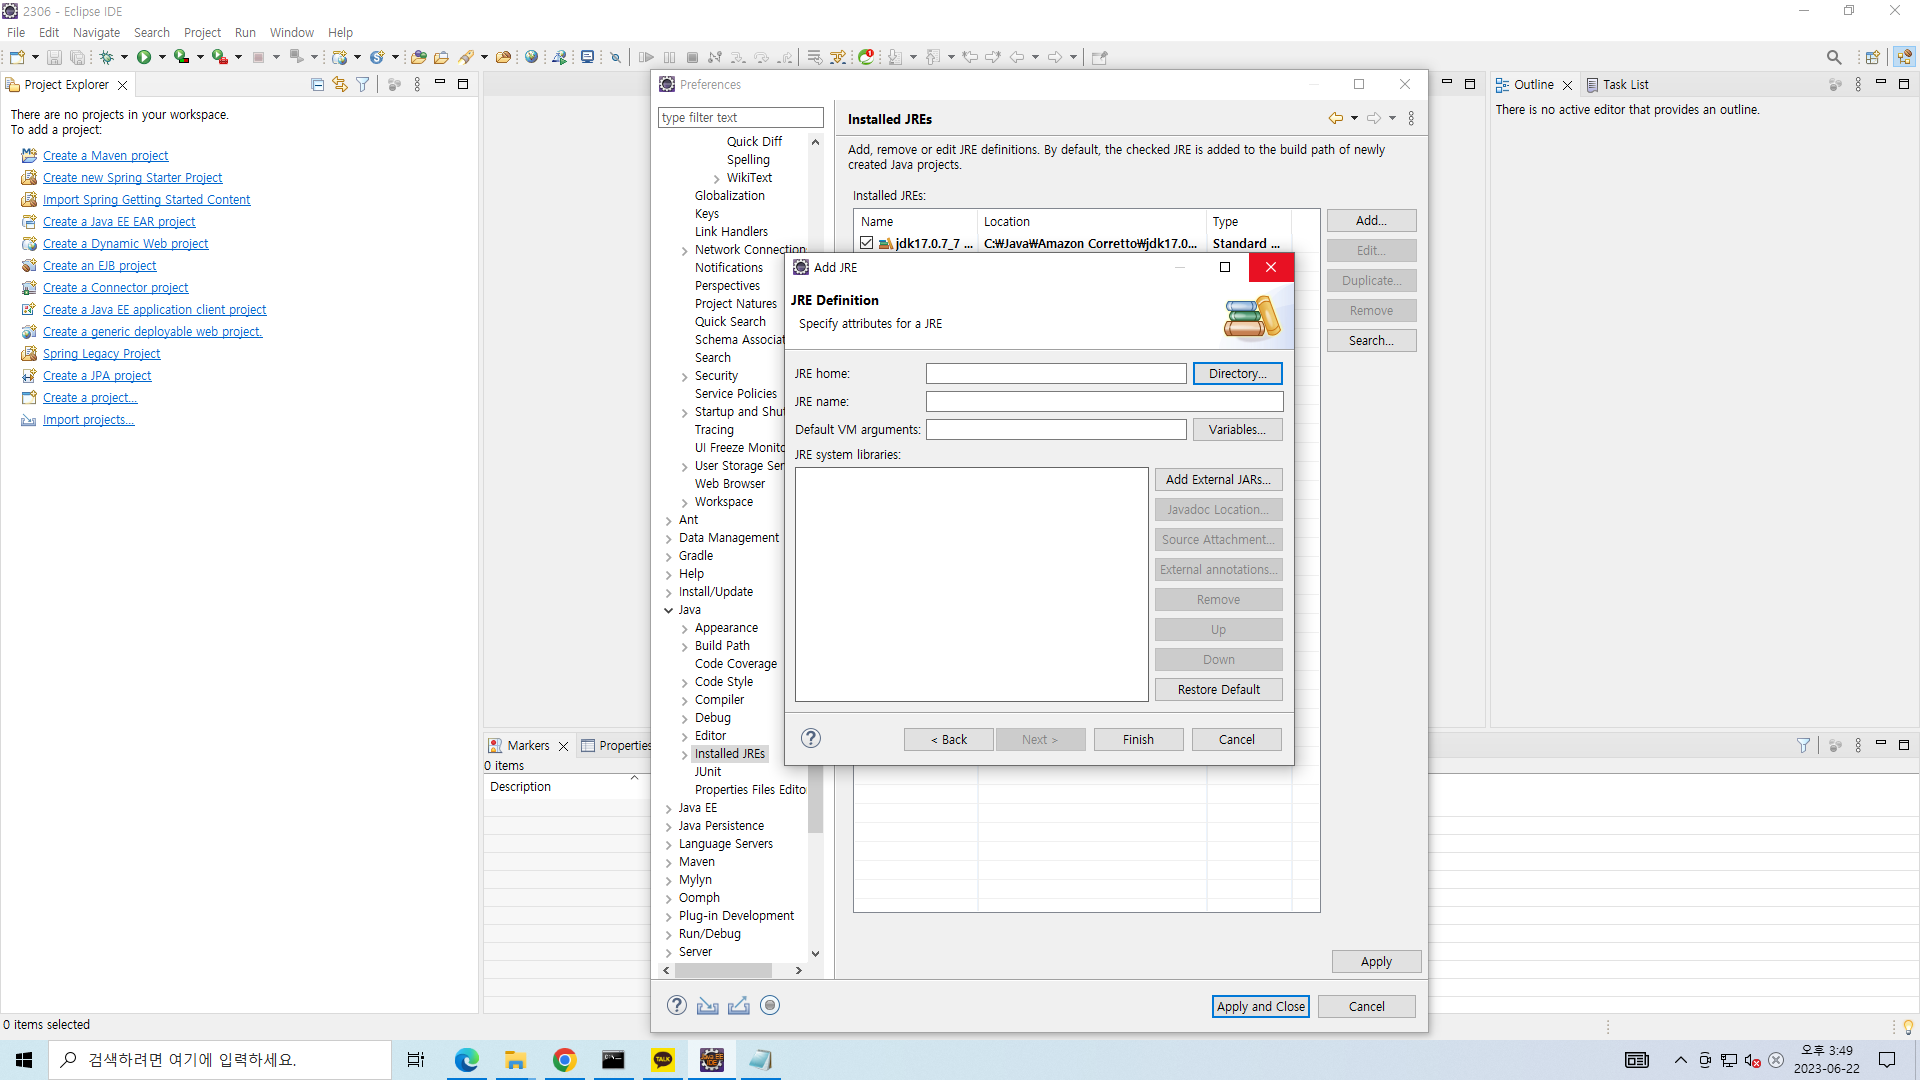 2306 - Eclipse IDE
File Edit Navigate Search Project Run Window Help
Project Explorer
There are no projects in your workspace.
To add a project:
Create a Maven project
Create new Spring Starter Project
Import Spring Getting Started Content
Create a Java EE EAR project
Create a Dynamic Web project
Create an EJB project
Create a Connector project
Create a Java EE application client project
Create a generic deployable web project.
Spring Legacy Project
Create a JPA project
Create a project...
Import projects...
Preferences
type filter text
Quick Diff
Spelling
WikiText
Globalization
Keys
Link Handlers
Network Connection
Notifications
Perspectives
Project Natures
Quick Search
Schema Associat
Search
Security
Service Policies
Startup and Shu
Tracing
UI Freeze Monito
User Storage Ser
Web Browser
Workspace
Ant
Data Management
Gradle
Help
Install/Update
Java
Appearance
Build Path
Code Coverage
Code Style
Compiler
Debug
Editor
Installed JREs
JUnit
Properties Files Edito
Java EE
Java Persistence
Language Servers
Maven
Mylyn
Oomph
Plug-in Development
Run/Debug
Server
Installed JREs
Add, remove or edit JRE definitions. By default, the checked JRE is added to the build path of newly
created Java projects.
Installed JREs:
Name Location Type
jdk17.0.7_7 ... C:₩Java₩Amazon Corretto₩jdk17.0... Standard ...
Add...
Edit...
Duplicate...
Remove
Search...
Apply
Apply and Close Cancel
Add JRE
JRE Definition
Specify attributes for a JRE
JRE home: Directory...
JRE name:
Default VM arguments: Variables...
JRE system libraries:
Add External JARs...
Javadoc Location...
Source Attachment...
External annotations...
Remove
Up
Down
Restore Default
< Back Next > Finish Cancel
Outline Task List
There is no active editor that provides an outline.
Markers Properties
0 items
Description
0 items selected
검색하려면 여기에 입력하세요.
TALK
Java EE
IDE
오후 3:49
2023-06-22